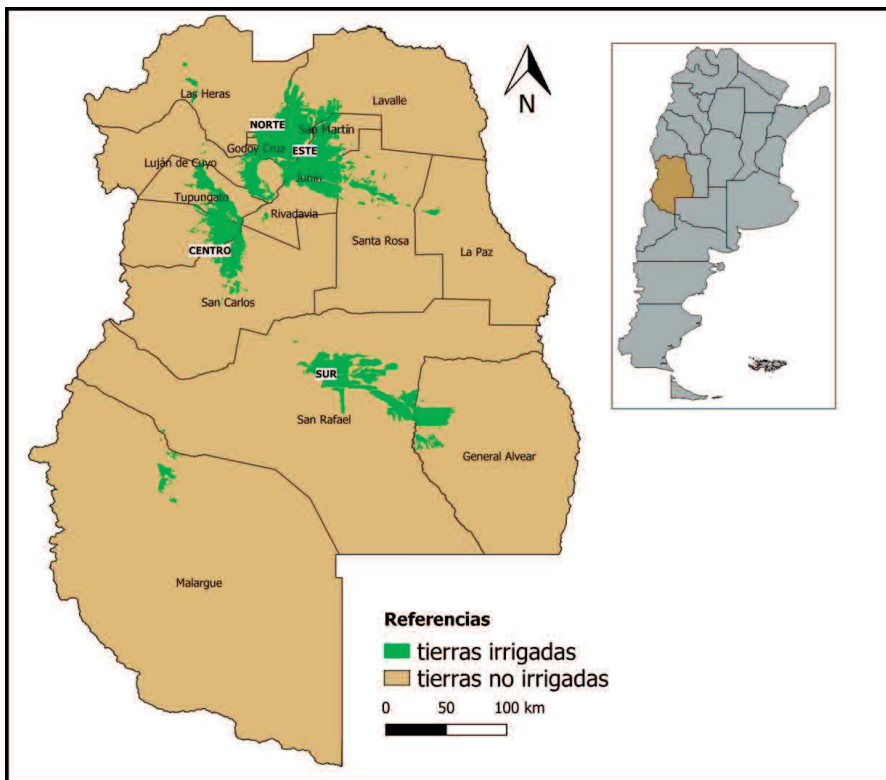 Las Heras
Lavalle
NORTE
San Martín
Godoy Cruz
ESTE
Junín
Luján de Cuyo
Tupungato
Rivadavia
CENTRO
Santa Rosa
La Paz
San Carlos
SUR
San Rafael
General Alvear
Malargue
N
Referencias
tierras irrigadas
tierras no irrigadas
0 50 100 km